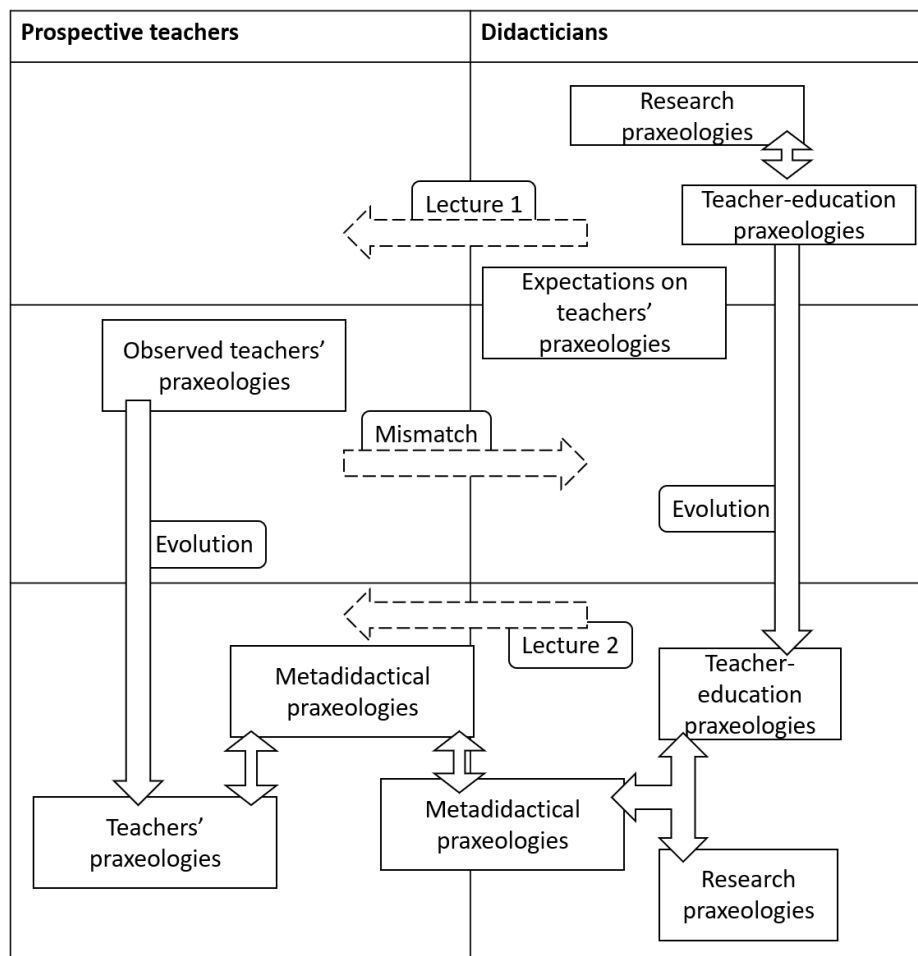 Prospective teachers
Didacticians
Research
praxeologies
Lecture 1
Teacher-education
praxeologies
Expectations on
teachers’
praxeologies
Observed teachers’
praxeologies
Mismatch
Evolution
Evolution
Lecture 2
Metadidactical
praxeologies
Teacher-
education
praxeologies
Teachers’
praxeologies
Metadidactical
praxeologies
Research
praxeologies